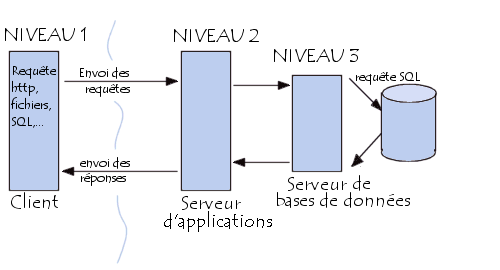 NIVEAU 1
NIVEAU 2
NIVEAU 3
Requête
http,
fichiers,
SQL,...
Envoi des
requêtes
requête SQL
envoi des
réponses
Client
Serveur
d'applications
Serveur de
bases de données